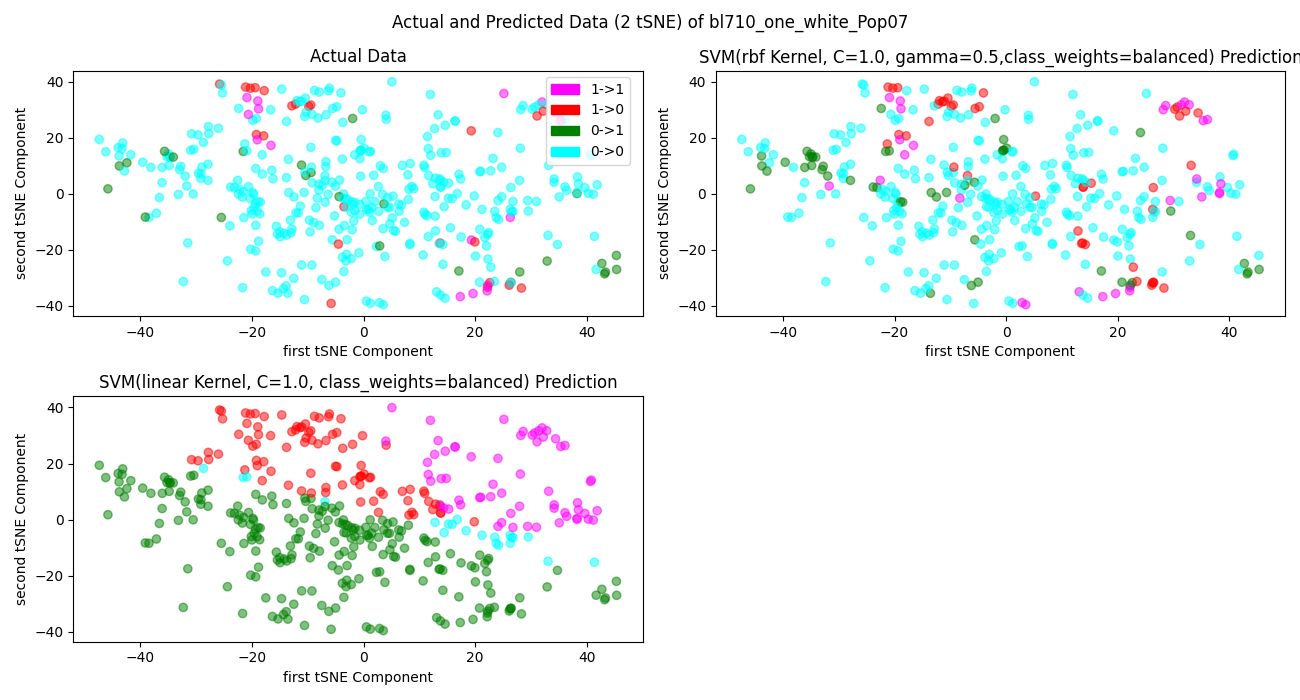 Actual and Predicted Data (2 tSNE) of bl710_one_white_Pop07
Actual Data
second tSNE Component
40
20
0
−20
−40
1->1
1->0
0->1
0->0
−40 −20 0 20 40
first tSNE Component
SVM(rbf Kernel, C=1.0, gamma=0.5,class_weights=balanced) Prediction
second tSNE Component
40
20
0
−20
−40
−40 −20 0 20 40
first tSNE Component
SVM(linear Kernel, C=1.0, class_weights=balanced) Prediction
second tSNE Component
40
20
0
−20
−40
−40 −20 0 20 40
first tSNE Component